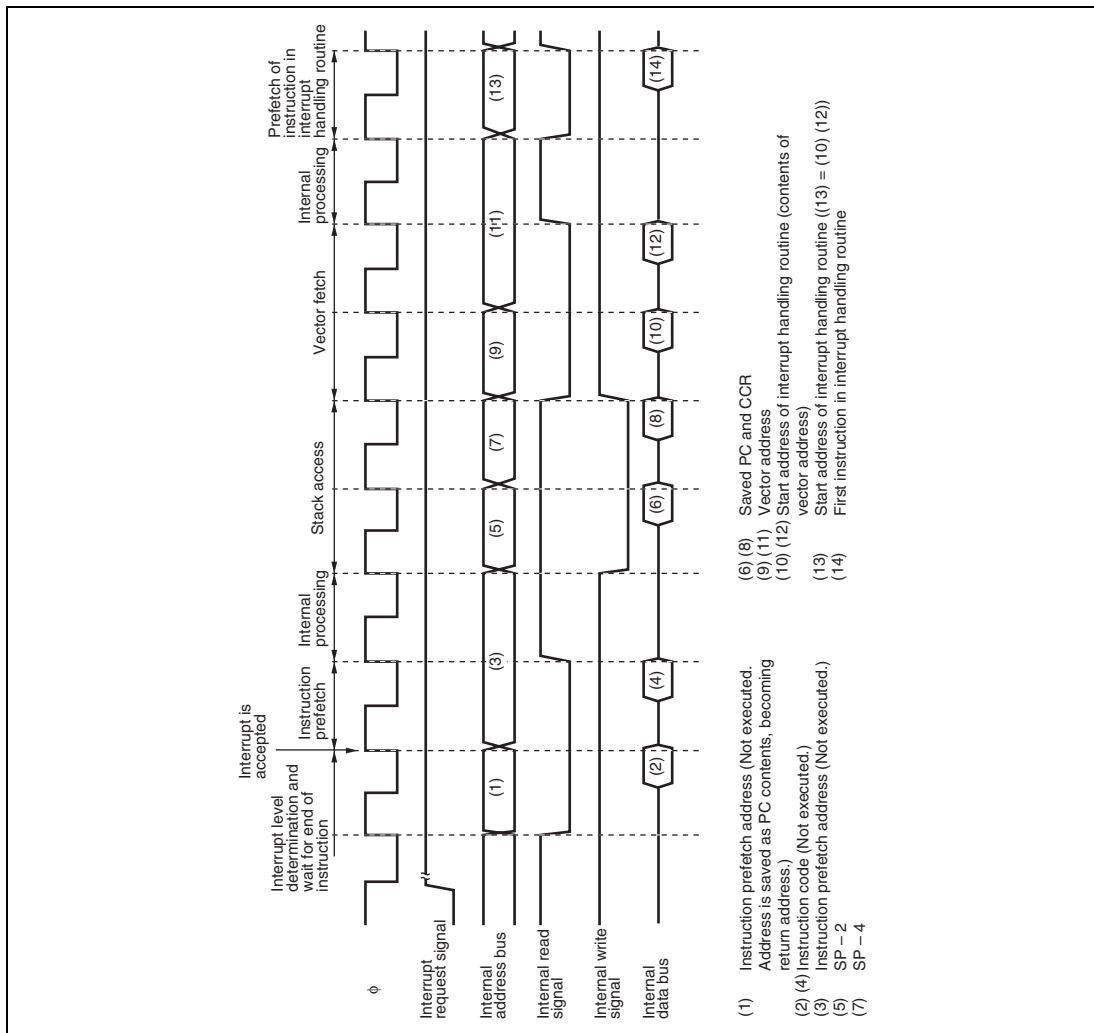 Interrupt level
determination and
wait for end of
instruction
Interrupt is
accepted
Instruction
prefetch
Internal
processing
Stack access
Vector fetch
Internal
processing
Prefetch of
instruction in
interrupt
handling routine
φ
Interrupt
request signal
Internal
address bus
(1)
(3)
(5)
(7)
(9)
(11)
(13)
Internal read
signal
Internal write
signal
Internal
data bus
(2)
(4)
(6)
(8)
(10)
(12)
(14)
(1) Instruction prefetch address (Not executed.
Address is saved as PC contents, becoming
return address.)
(2) (4) Instruction code (Not executed.)
(3) Instruction prefetch address (Not executed.)
(5) SP – 2
(7) SP – 4
(6) (8) Saved PC and CCR
(9) (11) Vector address
(10) (12) Start address of interrupt handling routine (contents of
vector address)
(13) Start address of interrupt handling routine ((13) = (10) (12))
(14) First instruction in interrupt handling routine